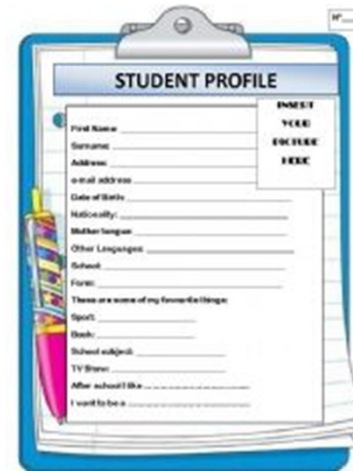 N°__
STUDENT PROFILE
INSERT
YOUR
PICTURE
HERE
First Name
Surname:
Address:
e-mail address
Date of Birth:
Nationality:
Mother tongue:
Other Languages:
School:
Form:
These are some of my favourite things:
Sport:
Book:
School subject:
TV Show:
After school I like
I want to be a